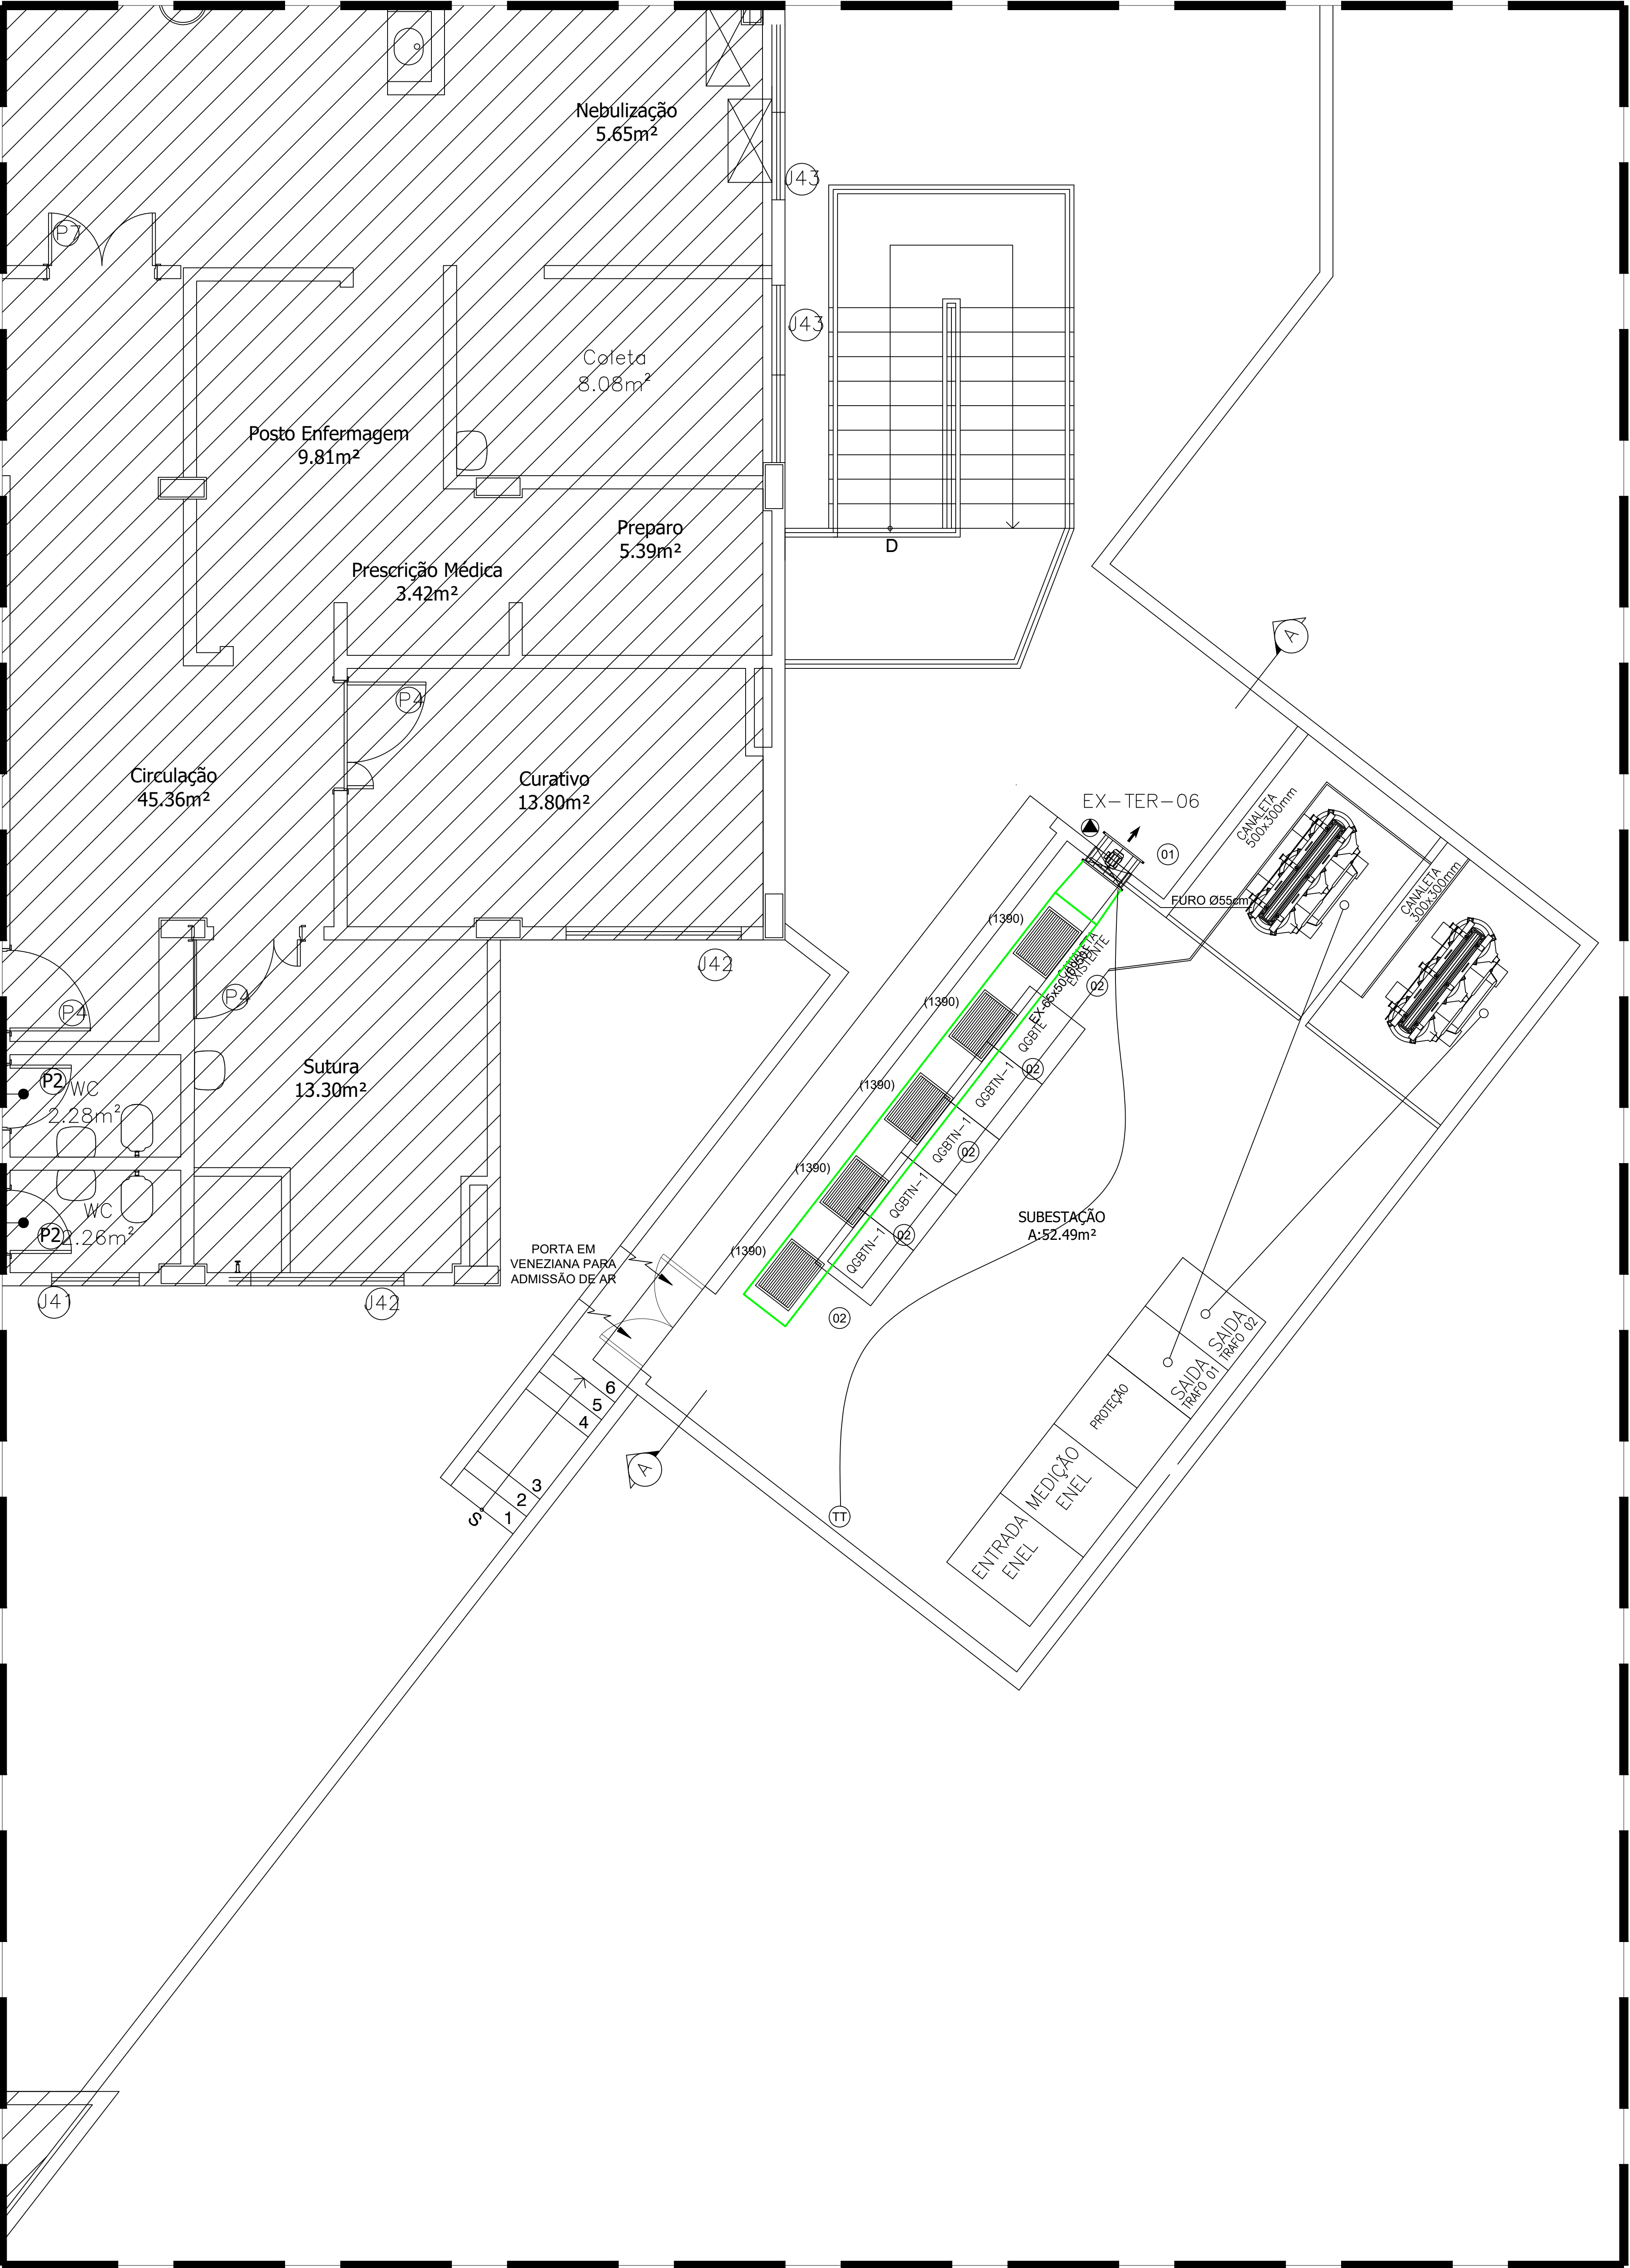 Nebulização
5.65m²
J43
P7
J43
Coleta
8.08m²
Posto Enfermagem
9.81m²
Preparo
5.39m²
D
Prescrição Médica
3.42m²
A
P4
Circulação
45.36m²
Curativo
13.80m²
EX-TER-06
01
CANALETA
500x300mm
CANALETA
300x300mm
FURO Ø55cm
(1390)
CANALETA
EXISTENTE
J42
02
P4
P4
(1390)
QGBTE
02
Sutura
13.30m²
P2
WC
2.28m²
(1390)
QGBTN-1
QGBTN-1
02
(1390)
QGBTN-1
WC
2.26m²
P2
SUBESTAÇÃO
A:52.49m²
02
QGBTN-1
PORTA EM
VENEZIANA PARA
ADMISSÃO DE AR
(1390)
J41
J42
02
SAIDA
TRAFO 02
SAIDA
TRAFO 01
PROTEÇÃO
6
5
4
3
2
1
S
A
MEDIÇÃO
ENEL
TT
ENTRADA
ENEL